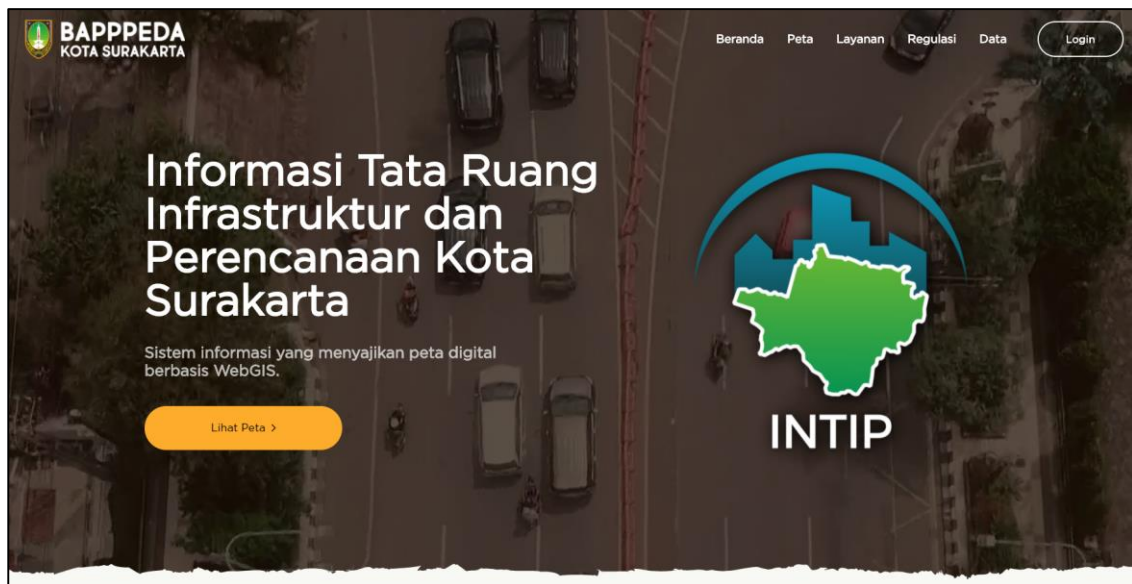 BAPPPEDA
KOTA SURAKARTA
Beranda Peta Layanan Regulasi Data Login
Informasi Tata Ruang
Infrastruktur dan
Perencanaan Kota
Surakarta
Sistem informasi yang menyajikan peta digital
berbasis WebGIS.
Lihat Peta >
INTIP